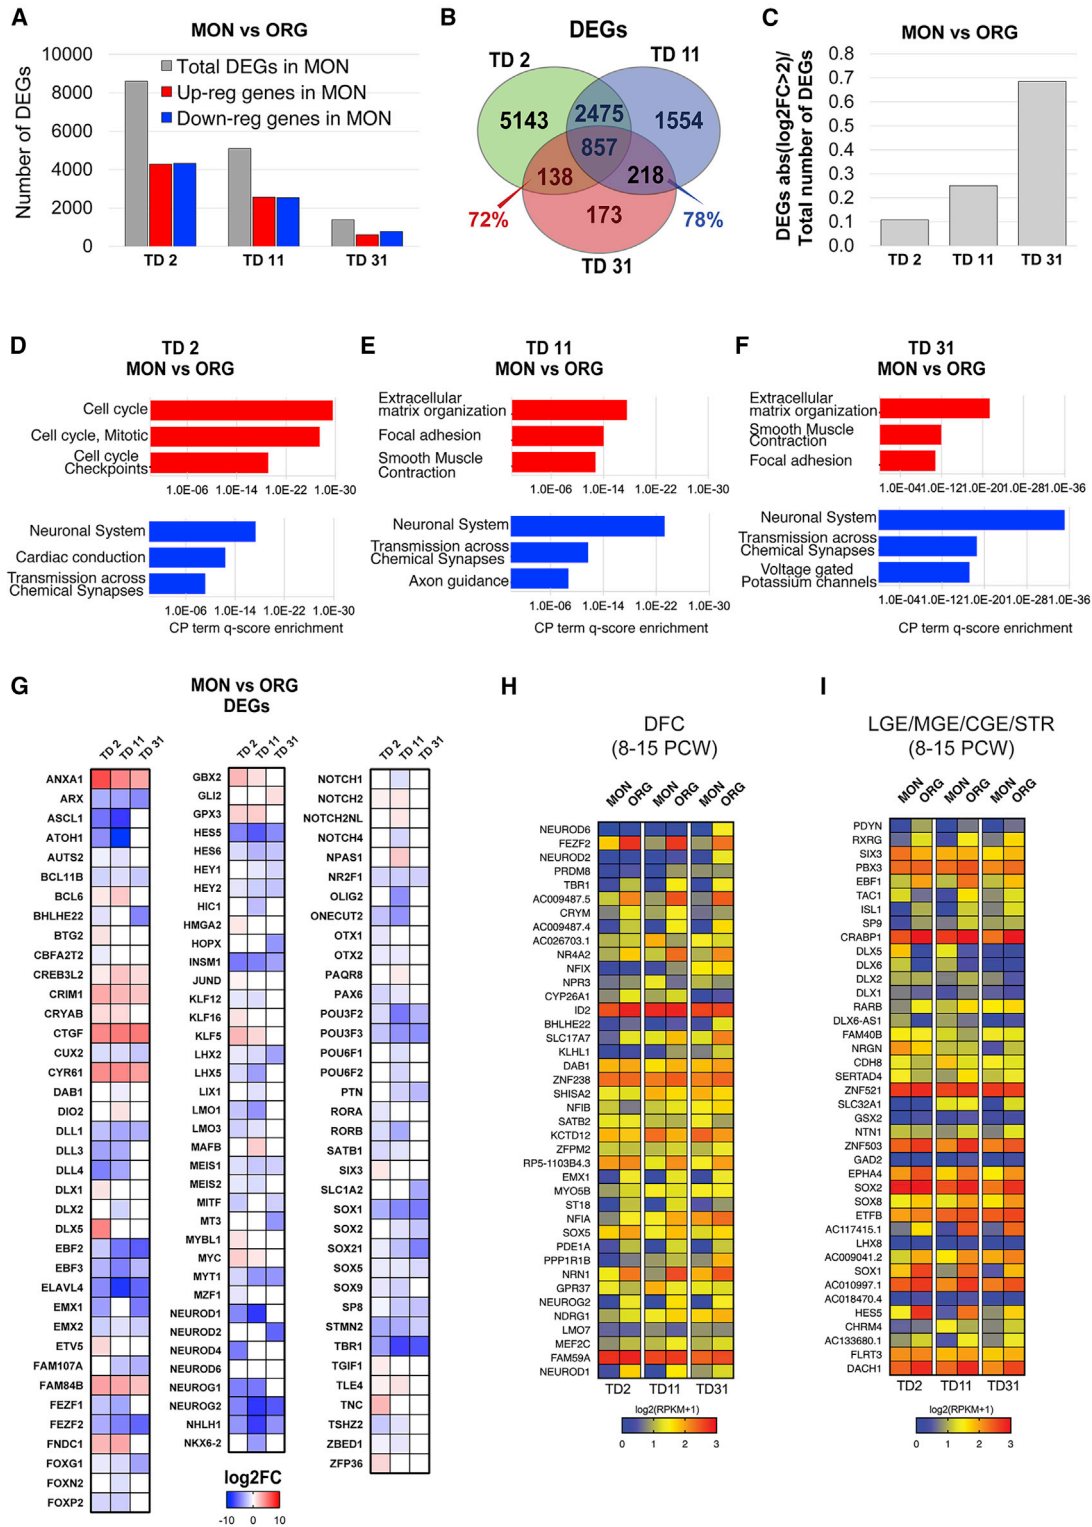 A
MON vs ORG
Number of DEGs
10000
8000
6000
4000
2000
0
Total DEGs in MON
Up-reg genes in MON
Down-reg genes in MON
TD 2
TD 11
TD 31
B
DEGs
TD 2
TD 11
5143
2475
1554
857
138
218
72%
173
78%
TD 31
C
MON vs ORG
DEGs abs(log2FC>2)/
Total number of DEGs
0.8
0.7
0.6
0.5
0.4
0.3
0.2
0.1
0.0
TD 2
TD 11
TD 31
D
TD 2
MON vs ORG
Cell cycle
Cell cycle, Mitotic
Cell cycle
Checkpoints
1.0E-06 1.0E-14 1.0E-22 1.0E-30
Neuronal System
Cardiac conduction
Transmission across
Chemical Synapses
1.0E-06 1.0E-14 1.0E-22 1.0E-30
CP term q-score enrichment
E
TD 11
MON vs ORG
Extracellular
matrix organization
Focal adhesion
Smooth Muscle
Contraction
1.0E-06 1.0E-14 1.0E-22 1.0E-30
Neuronal System
Transmission across
Chemical Synapses
Axon guidance
1.0E-06 1.0E-14 1.0E-22 1.0E-30
CP term q-score enrichment
F
TD 31
MON vs ORG
Extracellular
matrix organization
Smooth Muscle
Contraction
Focal adhesion
1.0E-04 1.0E-12 1.0E-20 1.0E-28 1.0E-36
Neuronal System
Transmission across
Chemical Synapses
Voltage gated
Potassium channels
1.0E-04 1.0E-12 1.0E-20 1.0E-28 1.0E-36
CP term q-score enrichment
G
MON vs ORG
DEGs
TD 2 TD 11 TD 31
ANXA1
ARX
ASCL1
ATOH1
AUTS2
BCL11B
BCL6
BHLHE22
BTG2
CBFA2T2
CREB3L2
CRIM1
CRYAB
CTGF
CUX2
CYR61
DAB1
DIO2
DLL1
DLL3
DLL4
DLX1
DLX2
DLX5
EBF2
EBF3
ELAVL4
EMX1
EMX2
ETV5
FAM107A
FAM84B
FEZF1
FEZF2
FNDC1
FOXG1
FOXN2
FOXP2
TD 2 TD 11 TD 31
GBX2
GLI2
GPX3
HES5
HES6
HEY1
HEY2
HIC1
HMGA2
HOPX
INSM1
JUND
KLF12
KLF16
KLF5
LHX2
LHX5
LIX1
LMO1
LMO3
MAFB
MEIS1
MEIS2
MITF
MT3
MYBL1
MYC
MYT1
MZF1
NEUROD1
NEUROD2
NEUROD4
NEUROD6
NEUROG1
NEUROG2
NHLH1
NKX6-2
log2FC
-10 0 10
TD 2 TD 11 TD 31
NOTCH1
NOTCH2
NOTCH2NL
NOTCH4
NPAS1
NR2F1
OLIG2
ONECUT2
OTX1
OTX2
PAQR8
PAX6
POU3F2
POU3F3
POU6F1
POU6F2
PTN
RORA
RORB
SATB1
SIX3
SLC1A2
SOX1
SOX2
SOX21
SOX5
SOX9
SP8
STMN2
TBR1
TGIF1
TLE4
TNC
TSHZ2
ZBED1
ZFP36
H
DFC
(8-15 PCW)
MON ORG MON ORG MON ORG
NEUROD6
FEZF2
NEUROD2
PRDM8
TBR1
AC009487.5
CRYM
AC009487.4
AC026703.1
NR4A2
NFIX
NPR3
CYP26A1
ID2
BHLHE22
SLC17A7
KLHL1
DAB1
ZNF238
SHISA2
NFIB
SATB2
KCTD12
ZFPM2
RP5-1103B4.3
EMX1
MYO5B
ST18
NFIA
SOX5
PDE1A
PPP1R1B
NRN1
GPR37
NEUROG2
NDRG1
LMO7
MEF2C
FAM59A
NEUROD1
TD2 TD11 TD31
log2(RPKM+1)
0 1 2 3
I
LGE/MGE/CGE/STR
(8-15 PCW)
MON ORG MON ORG MON ORG
PDYN
RXRG
SIX3
PBX3
EBF1
TAC1
ISL1
SP9
CRABP1
DLX5
DLX6
DLX2
DLX1
RARB
DLX6-AS1
FAM40B
NRGN
CDH8
SERTAD4
ZNF521
SLC32A1
GSX2
NTN1
ZNF503
GAD2
EPHA4
SOX2
SOX8
ETFB
AC117415.1
LHX8
AC009041.2
SOX1
AC010997.1
AC018470.4
HES5
CHRM4
AC133680.1
FLRT3
DACH1
TD2 TD11 TD31
log2(RPKM+1)
0 1 2 3